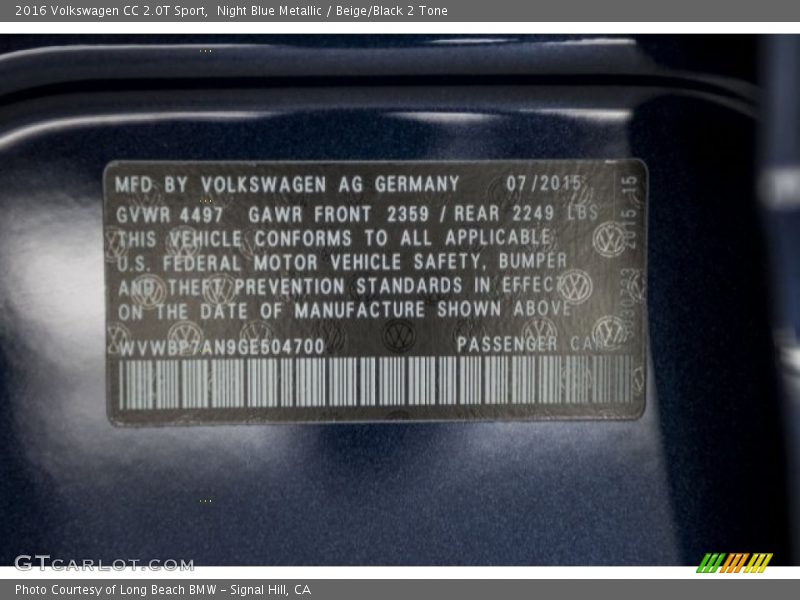 2016 Volkswagen CC 2.0T Sport,  Night Blue Metallic / Beige/Black 2 Tone
MFD BY VOLKSWAGEN AG GERMANY 07/2015
GVWR 4497 GAWR FRONT 2359 / REAR 2249 LBS
THIS VEHICLE CONFORMS TO ALL APPLICABLE
U.S. FEDERAL MOTOR VEHICLE SAFETY, BUMPER
AND THEFT PREVENTION STANDARDS IN EFFECT
ON THE DATE OF MANUFACTURE SHOWN ABOVE
WVWBP7AN9GE504700 PASSENGER CAR
GTCARLOT.COM
Photo Courtesy of Long Beach BMW - Signal Hill, CA